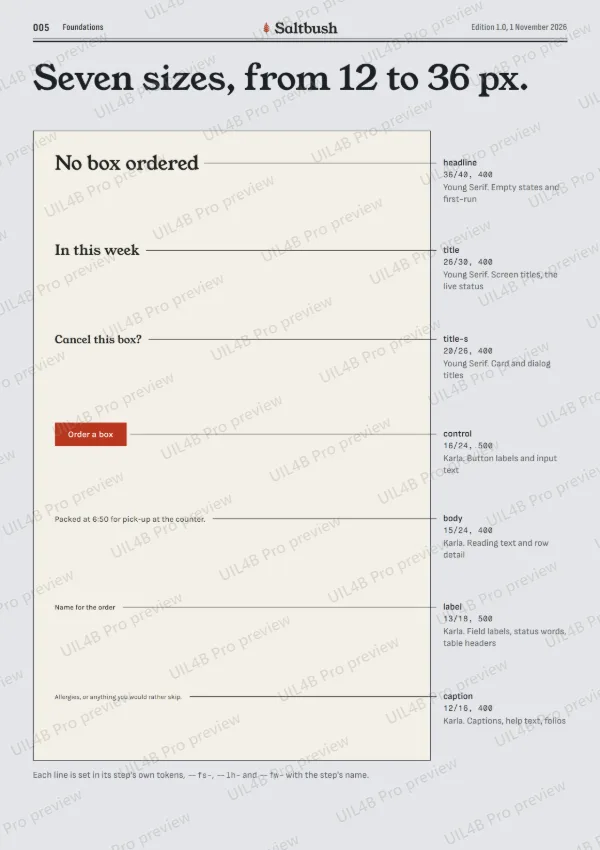 005 Foundations Saltbush Edition 1.0, 1 November 2026
Seven sizes, from 12 to 36 px.
No box ordered
headline
36/40, 400
Young Serif. Empty states and
first-run
In this week
title
26/30, 400
Young Serif. Screen titles, the
live status
Cancel this box?
title-s
20/26, 400
Young Serif. Card and dialog
titles
Order a box
control
16/24, 500
Karla. Button labels and input
text
Packed at 6:50 for pick-up at the counter.
body
15/24, 400
Karla. Reading text and row
detail
Name for the order
label
13/18, 500
Karla. Field labels, status words,
table headers
Allergies, or anything you would rather skip.
caption
12/16, 400
Karla. Captions, help text, folios
Each line is set in its step's own tokens, --fs-, --lh- and --fw- with the step's name.
UIL4B Pro preview